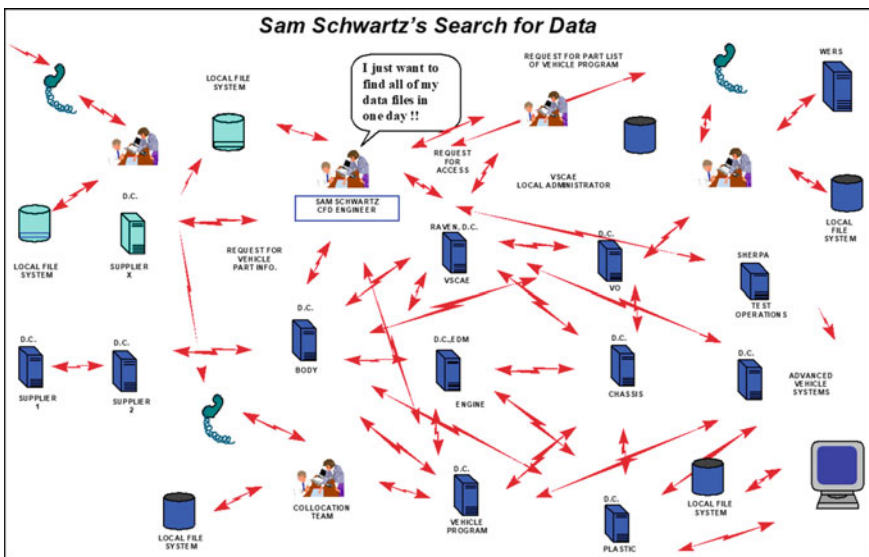 Sam Schwartz's Search for Data
I just want to
find all of my
data files in
one day !!
REQUEST FOR PART LIST
OF VEHICLE PROGRAM
WERS
LOCAL FILE
SYSTEM
REQUEST
FOR
ACCESS
VSCAE
LOCAL ADMINISTRATOR
SAM SCHWARTZ
CFD ENGINEER
D.C.
LOCAL FILE
SYSTEM
SUPPLIER
X
REQUEST FOR
VEHICLE
PART INFO.
RAVEN, D.C.
VSCAE
D.C.
VO
LOCAL
FILE
SYSTEM
SHERPA
TEST
OPERATIONS
D.C.
BODY
D.C.,EDM
ENGINE
D.C.
CHASSIS
D.C.
ADVANCED
VEHICLE
SYSTEMS
D.C.
SUPPLIER
1
D.C.
SUPPLIER
2
LOCAL FILE
SYSTEM
COLLOCATION
TEAM
D.C.
VEHICLE
PROGRAM
D.C.
PLASTIC
LOCAL FILE
SYSTEM